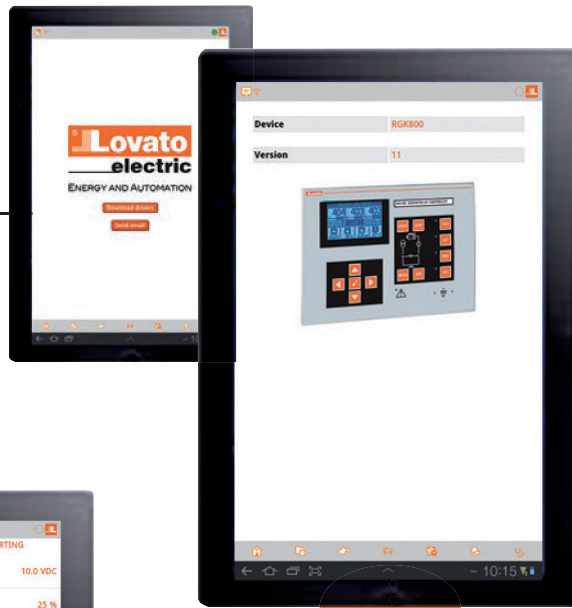 Lovato
electric
ENERGY AND AUTOMATION
Download drivers
Send email
Device RGK800
Version 11
10:15
RTING
10.0 VDC
25 %